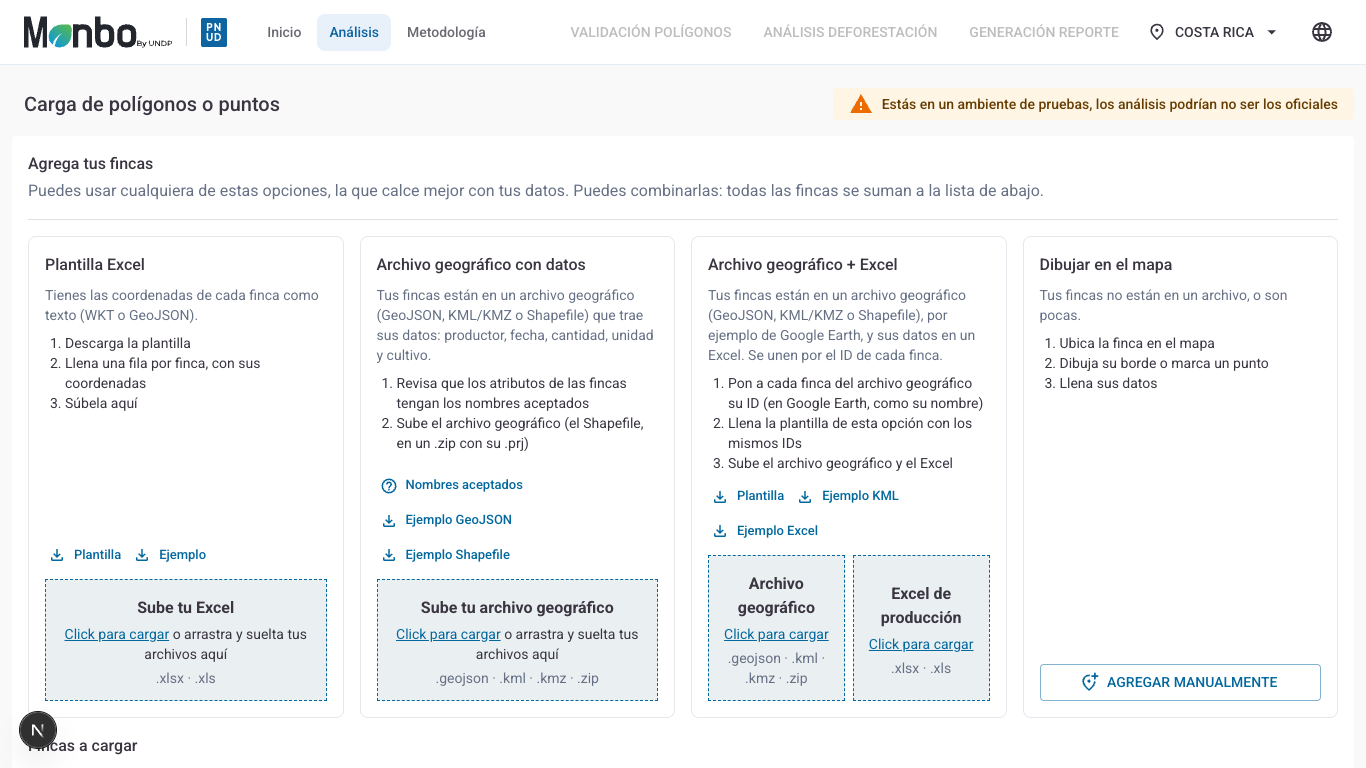 Monbo By UNDP
PN
UD
Inicio
Análisis
Metodología
VALIDACIÓN POLÍGONOS
ANÁLISIS DEFORESTACIÓN
GENERACIÓN REPORTE
COSTA RICA
Carga de polígonos o puntos
Estás en un ambiente de pruebas, los análisis podrían no ser los oficiales
Agrega tus fincas
Puedes usar cualquiera de estas opciones, la que calce mejor con tus datos. Puedes combinarlas: todas las fincas se suman a la lista de abajo.
Plantilla Excel
Tienes las coordenadas de cada finca como
texto (WKT o GeoJSON).
1. Descarga la plantilla
2. Llena una fila por finca, con sus
coordenadas
3. Súbela aquí
Plantilla
Ejemplo
Sube tu Excel
Click para cargar o arrastra y suelta tus
archivos aquí
.xlsx · .xls
Archivo geográfico con datos
Tus fincas están en un archivo geográfico
(GeoJSON, KML/KMZ o Shapefile) que trae
sus datos: productor, fecha, cantidad, unidad
y cultivo.
1. Revisa que los atributos de las fincas
tengan los nombres aceptados
2. Sube el archivo geográfico (el Shapefile,
en un .zip con su .prj)
Nombres aceptados
Ejemplo GeoJSON
Ejemplo Shapefile
Sube tu archivo geográfico
Click para cargar o arrastra y suelta tus
archivos aquí
.geojson · .kml · .kmz · .zip
Archivo geográfico + Excel
Tus fincas están en un archivo geográfico
(GeoJSON, KML/KMZ o Shapefile), por
ejemplo de Google Earth, y sus datos en un
Excel. Se unen por el ID de cada finca.
1. Pon a cada finca del archivo geográfico
su ID (en Google Earth, como su nombre)
2. Llena la plantilla de esta opción con los
mismos IDs
3. Sube el archivo geográfico y el Excel
Plantilla
Ejemplo KML
Ejemplo Excel
Archivo
geográfico
Click para cargar
.geojson · .kml ·
.kmz · .zip
Excel de
producción
Click para cargar
.xlsx · .xls
Dibujar en el mapa
Tus fincas no están en un archivo, o son
pocas.
1. Ubica la finca en el mapa
2. Dibuja su borde o marca un punto
3. Llena sus datos
AGREGAR MANUALMENTE
N
Fincas a cargar